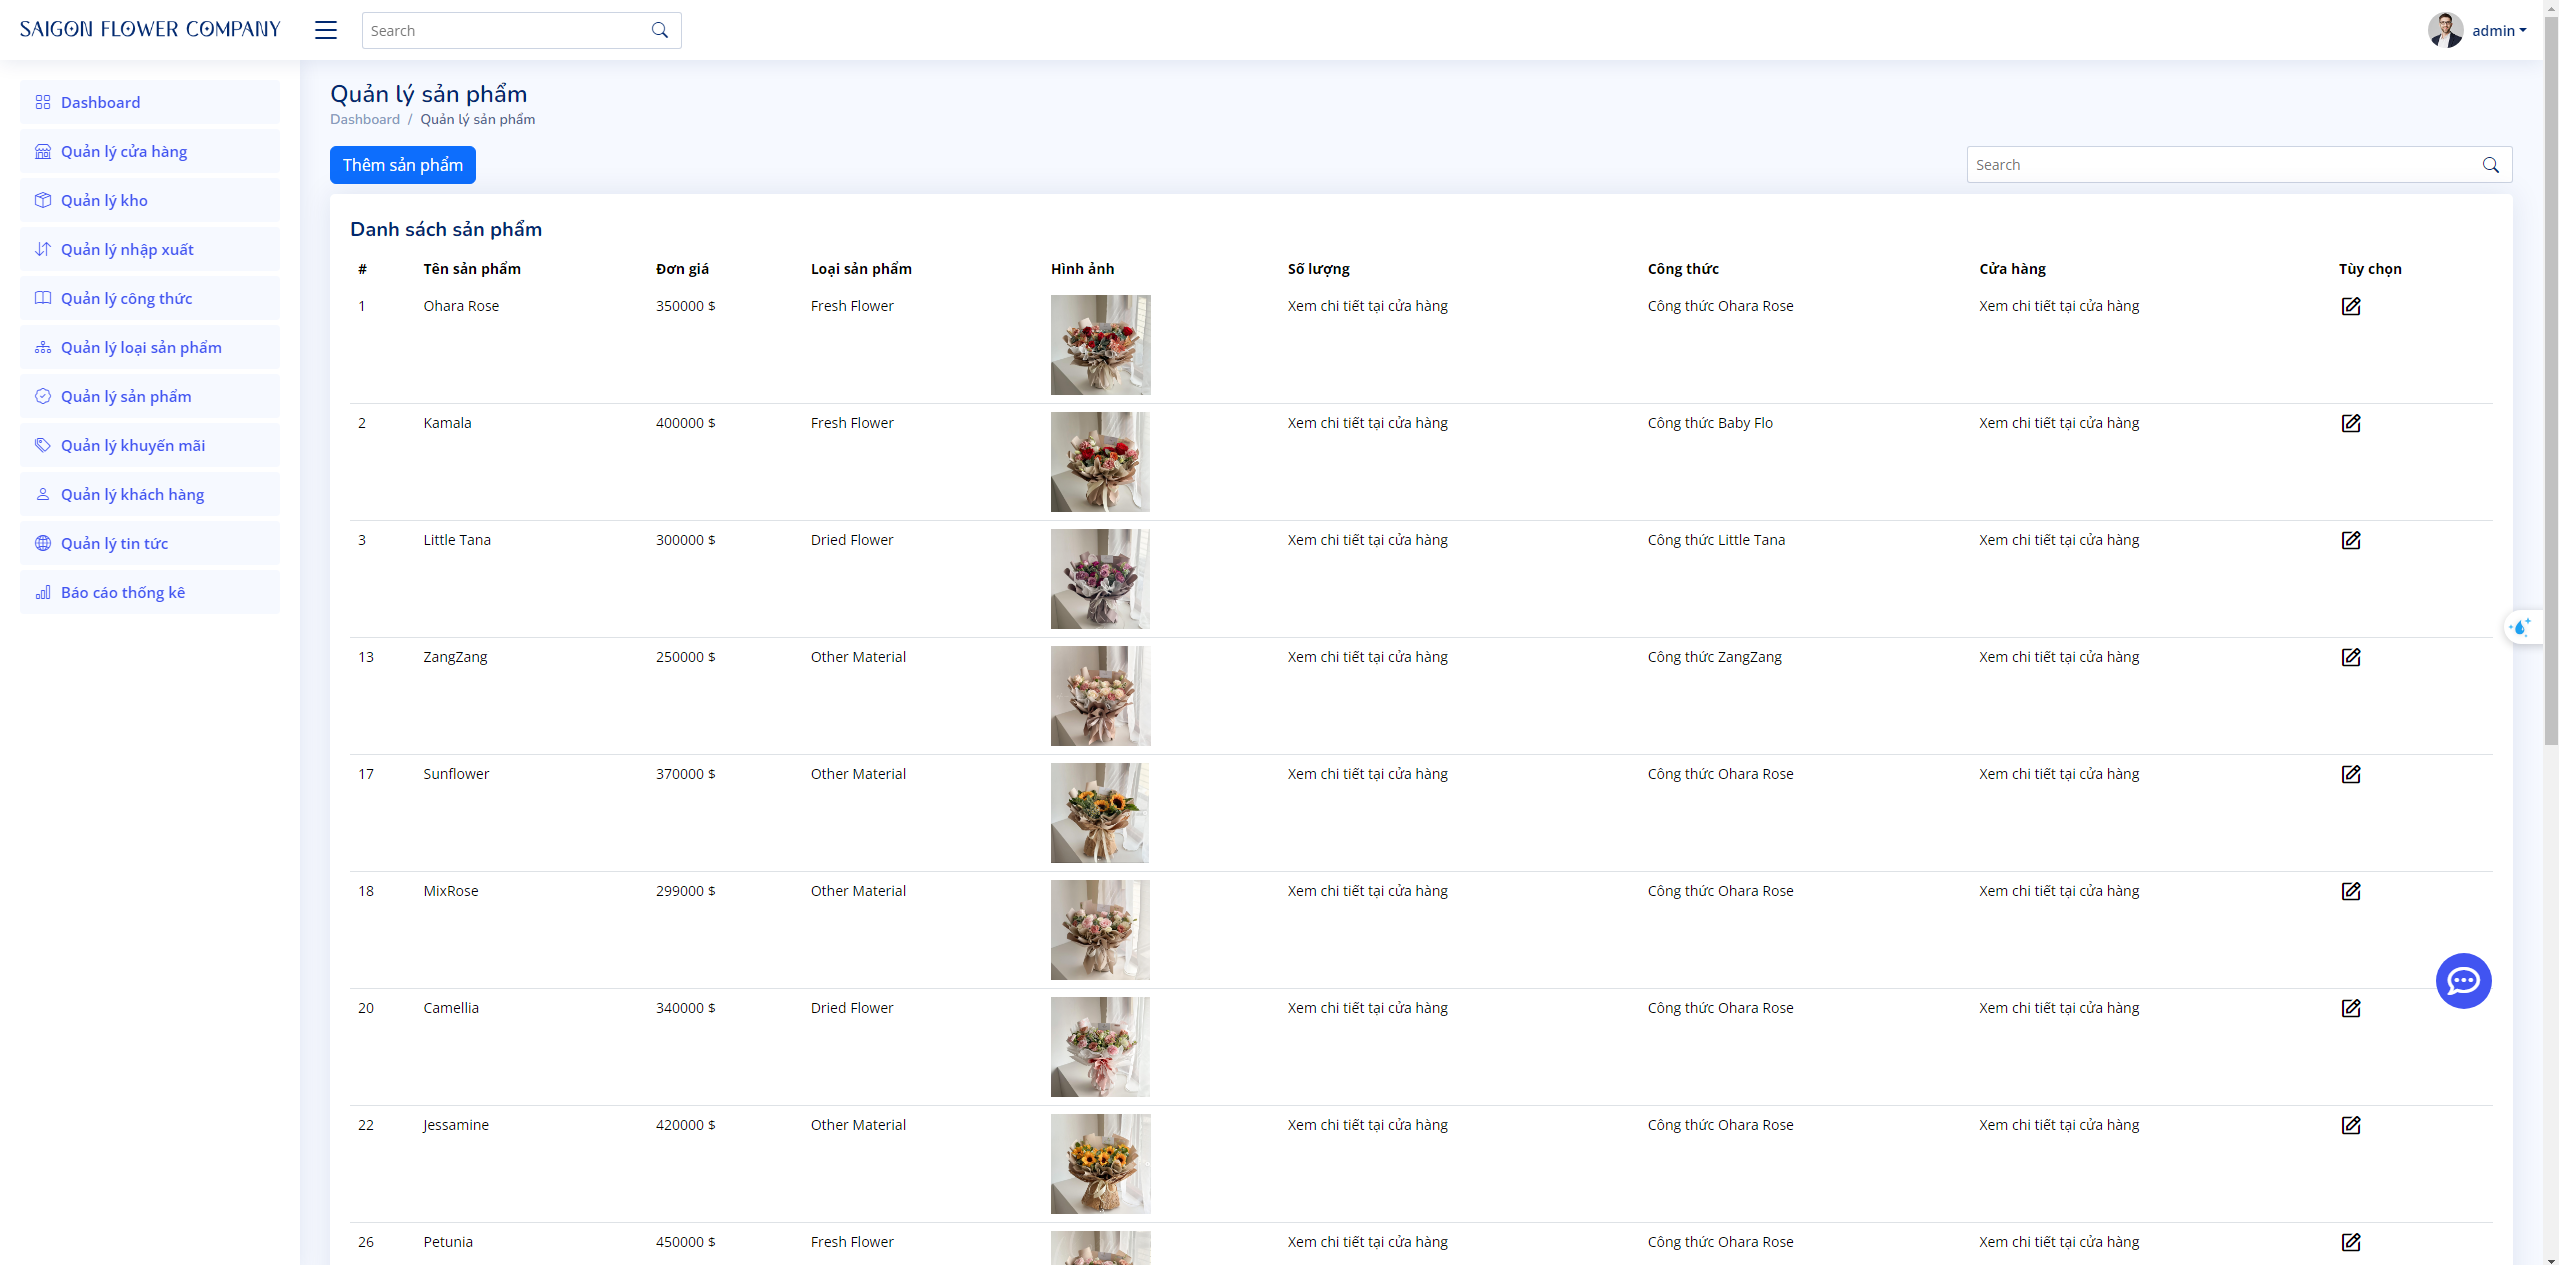 SAIGON FLOWER COMPANY
Search
admin
Dashboard
Quản lý cửa hàng
Quản lý kho
Quản lý nhập xuất
Quản lý công thức
Quản lý loại sản phẩm
Quản lý sản phẩm
Quản lý khuyến mãi
Quản lý khách hàng
Quản lý tin tức
Báo cáo thống kê
Quản lý sản phẩm
Dashboard / Quản lý sản phẩm
Thêm sản phẩm
Search
Danh sách sản phẩm
# Tên sản phẩm Đơn giá Loại sản phẩm Hình ảnh Số lượng Công thức Cửa hàng Tùy chọn
1 Ohara Rose 350000 $ Fresh Flower Xem chi tiết tại cửa hàng Công thức Ohara Rose Xem chi tiết tại cửa hàng
2 Kamala 400000 $ Fresh Flower Xem chi tiết tại cửa hàng Công thức Baby Flo Xem chi tiết tại cửa hàng
3 Little Tana 300000 $ Dried Flower Xem chi tiết tại cửa hàng Công thức Little Tana Xem chi tiết tại cửa hàng
13 ZangZang 250000 $ Other Material Xem chi tiết tại cửa hàng Công thức ZangZang Xem chi tiết tại cửa hàng
17 Sunflower 370000 $ Other Material Xem chi tiết tại cửa hàng Công thức Ohara Rose Xem chi tiết tại cửa hàng
18 MixRose 299000 $ Other Material Xem chi tiết tại cửa hàng Công thức Ohara Rose Xem chi tiết tại cửa hàng
20 Camellia 340000 $ Dried Flower Xem chi tiết tại cửa hàng Công thức Ohara Rose Xem chi tiết tại cửa hàng
22 Jessamine 420000 $ Other Material Xem chi tiết tại cửa hàng Công thức Ohara Rose Xem chi tiết tại cửa hàng
26 Petunia 450000 $ Fresh Flower Xem chi tiết tại cửa hàng Công thức Ohara Rose Xem chi tiết tại cửa hàng